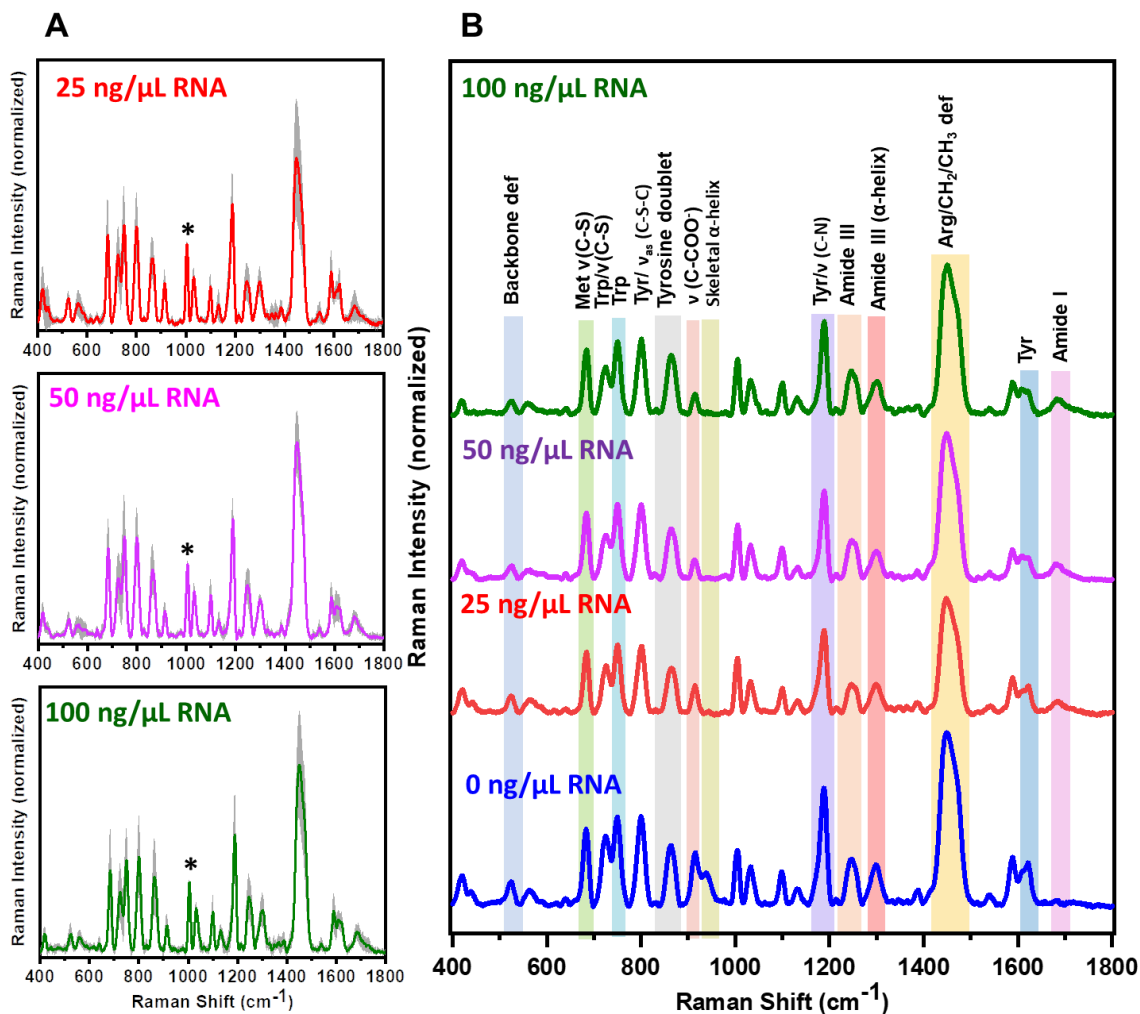 A
B
25 ng/µL RNA
*
Raman Intensity (normalized)
400 600 800 1000 1200 1400 1600 1800
50 ng/µL RNA
*
Raman Intensity (normalized)
400 600 800 1000 1200 1400 1600 1800
100 ng/µL RNA
*
Raman Intensity (normalized)
400 600 800 1000 1200 1400 1600 1800
Raman Shift (cm⁻¹)
Raman Intensity (normalized)
100 ng/µL RNA
50 ng/µL RNA
25 ng/µL RNA
0 ng/µL RNA
Backbone def
Met ν(C-S)
Trp/ν(C-S)
Trp
Tyr/ νas (C-S-C)
Tyrosine doublet
ν (C-COO⁻)
Skeletal α-helix
Tyr/ν (C-N)
Amide III
Amide III (α-helix)
Arg/CH₂/CH₃ def
Tyr
Amide I
400 600 800 1000 1200 1400 1600 1800
Raman Shift (cm⁻¹)